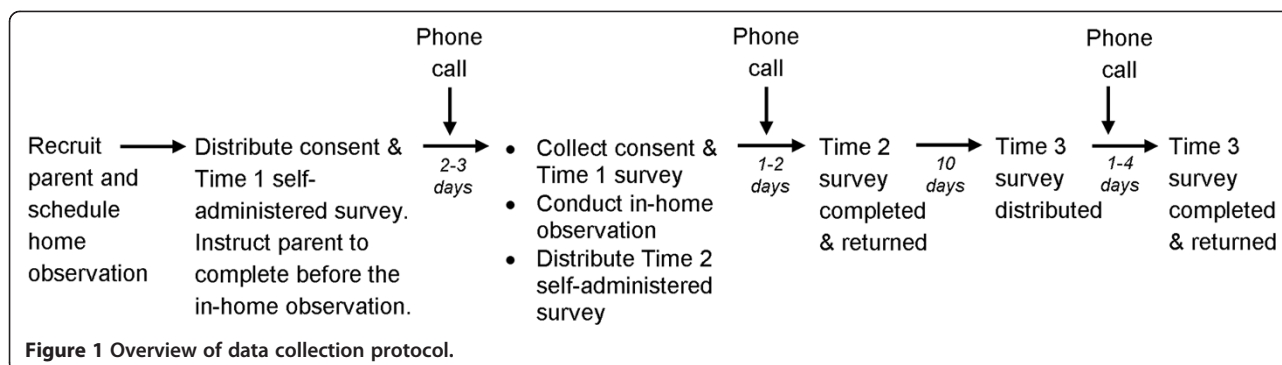 Phone
call
Phone
call
Phone
call
Recruit
parent and
schedule
home
observation
Distribute consent &
Time 1 self-
administered survey.
Instruct parent to
complete before the
in-home observation.
2-3
days
• Collect consent &
Time 1 survey
• Conduct in-home
observation
• Distribute Time 2
self-administered
survey
1-2
days
Time 2
survey
completed
& returned
10
days
Time 3
survey
distributed
1-4
days
Time 3
survey
completed
& returned
Figure 1 Overview of data collection protocol.